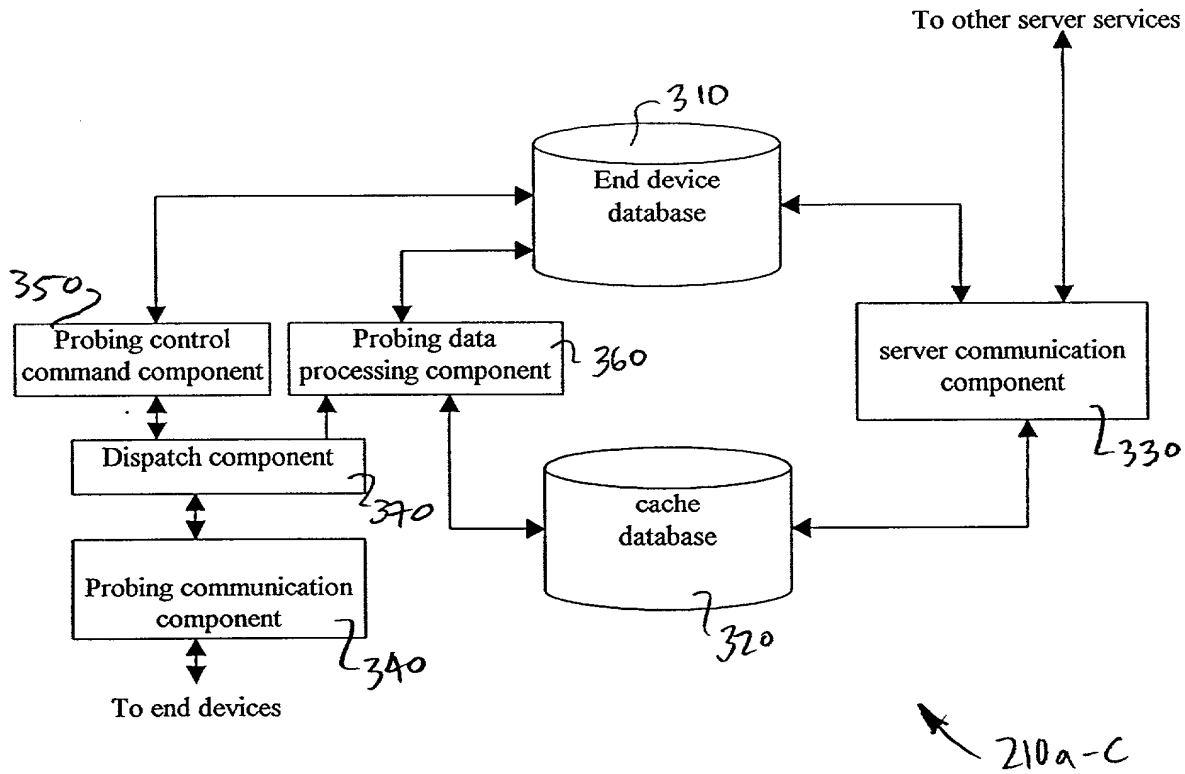 To other server services
310
End device
database
350
Probing control
command component
Probing data
processing component
360
server communication
component
330
Dispatch component
370
cache
database
320
Probing communication
component
340
To end devices
210a-c